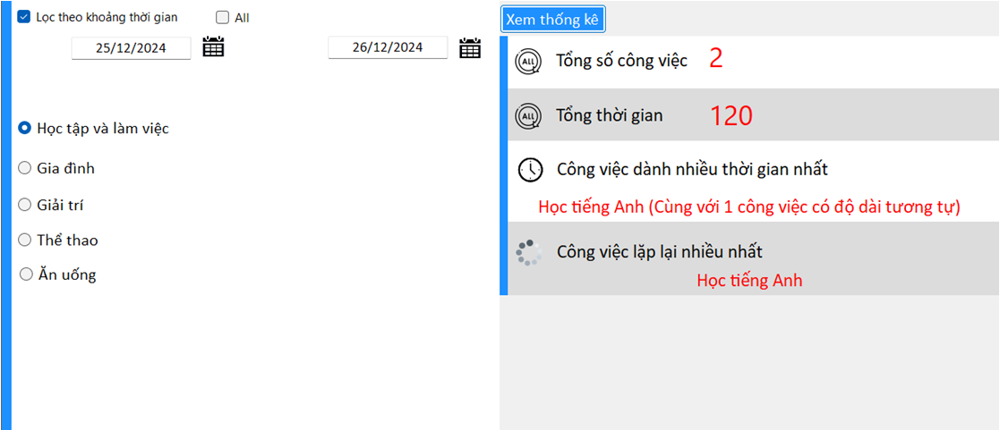 Lọc theo khoảng thời gian
All
25/12/2024
26/12/2024
Học tập và làm việc
Gia đình
Giải trí
Thể thao
Ăn uống
Xem thống kê
ALL
Tổng số công việc 2
ALL
Tổng thời gian 120
Công việc dành nhiều thời gian nhất
Học tiếng Anh (Cùng với 1 công việc có độ dài tương tự)
Công việc lặp lại nhiều nhất
Học tiếng Anh